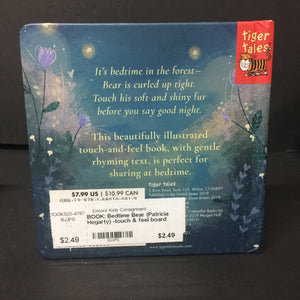 tiger
tales
It's bedtime in the forest–
Bear is curled up tight.
Touch his soft and shiny fur
before you say good night.
This beautifully illustrated
touch-and-feel book, with gentle
rhyming text, is perfect for
sharing at bedtime.
tiger tales
$7.99 US | $10.99 CAN
Encore Kids Consignment
BOOK: Bedtime Bear (Patricia
Hegarty) -touch & feel board
$2.49
$2.49